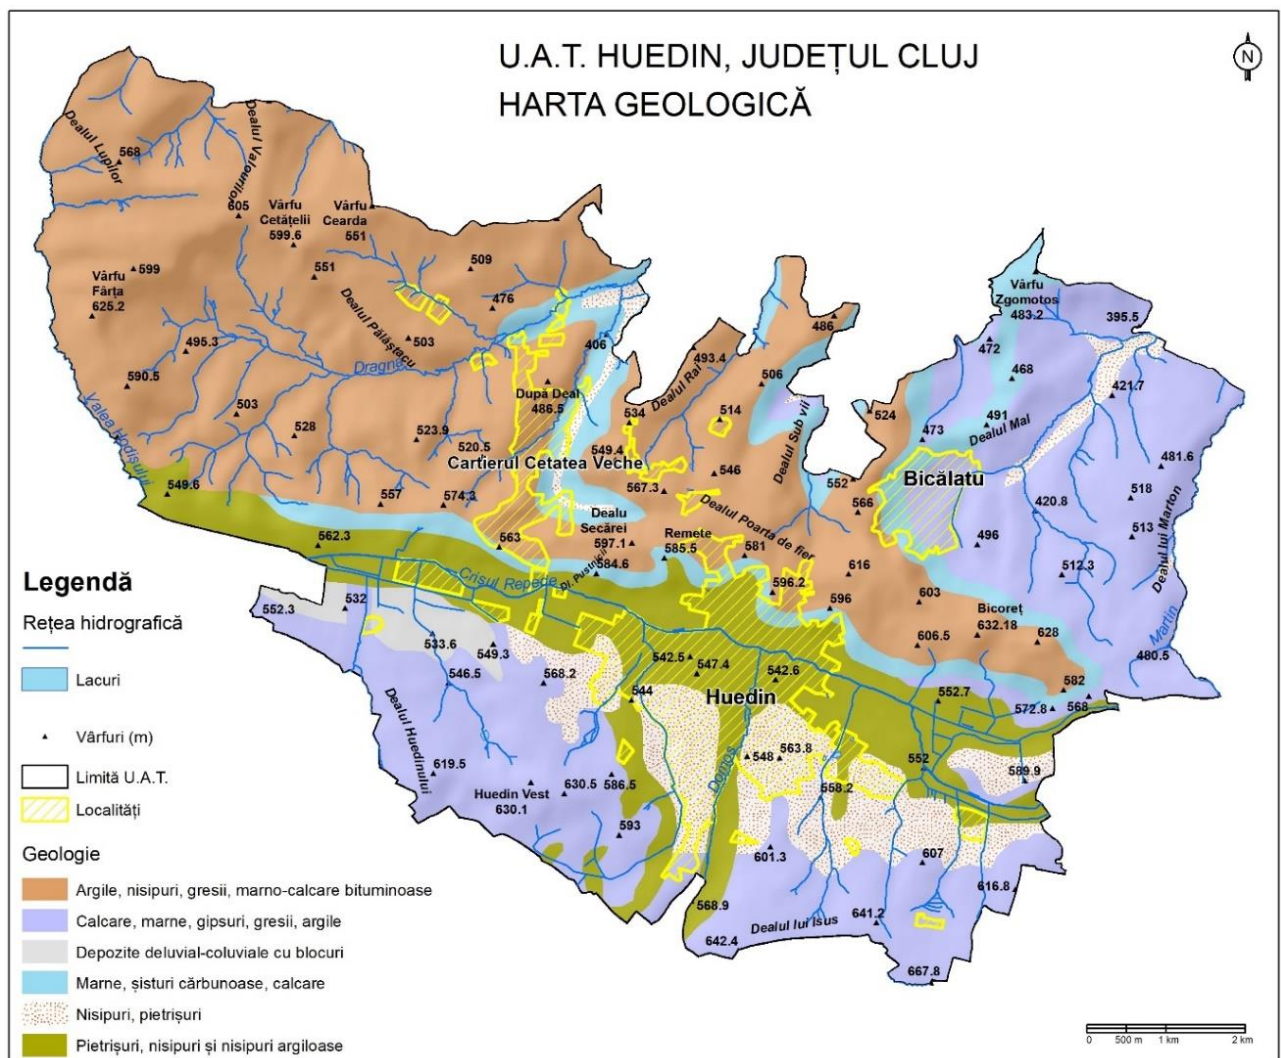 U.A.T. HUEDIN, JUDEȚUL CLUJ
HARTA GEOLOGICĂ
N
Dealul Lupilor
568
Dealul Valourilor
605
Vârfu
Cetățelii
599.6
Vârfu
Cearda
551
551
509
476
599
Vârfu
Fârța
625.2
Dealul Pălăștacu
503
495.3
590.5
Dragne
Valea Hodisului
503
528
523.9
520.5
406
După Deal
486.5
534
549.4
Dealul Rai
493.4
486
506
514
546
567.3
Dealul Sub vii
Cartierul Cetatea Veche
549.6
557
574.3
562.3
563
Dealu
Secărei
597.1
584.6
Dl. Pustnicii
Remete
585.5
Dealul Poarta de fier
581
596.2
596
616
552
566
524
473
Vârfu
Zgomotos
483.2
395.5
472
468
421.7
491
Dealul Mal
Bicălatu
481.6
518
420.8
513
496
512.3
Dealul lui Marton
603
Bicoreț
632.18
606.5
628
Martin
480.5
582
568
572.8
552.7
Crișul Repede
552.3
532
533.6
549.3
546.5
568.2
542.5
547.4
542.6
544
Huedin
Dealul Huedinului
619.5
Huedin Vest
630.1
630.5
586.5
593
Domoș
548
563.8
558.2
552
589.9
601.3
607
616.8
568.9
642.4
Dealul lui Isus
641.2
667.8
Legendă
Rețea hidrografică
Lacuri
Vârfuri (m)
Limită U.A.T.
Localități
Geologie
Argile, nisipuri, gresii, marno-calcare bituminoase
Calcare, marne, gipsuri, gresii, argile
Depozite deluvial-coluviale cu blocuri
Marne, șisturi cărbunoase, calcare
Nisipuri, pietrișuri
Pietrișuri, nisipuri și nisipuri argiloase
0 500 m 1 km 2 km